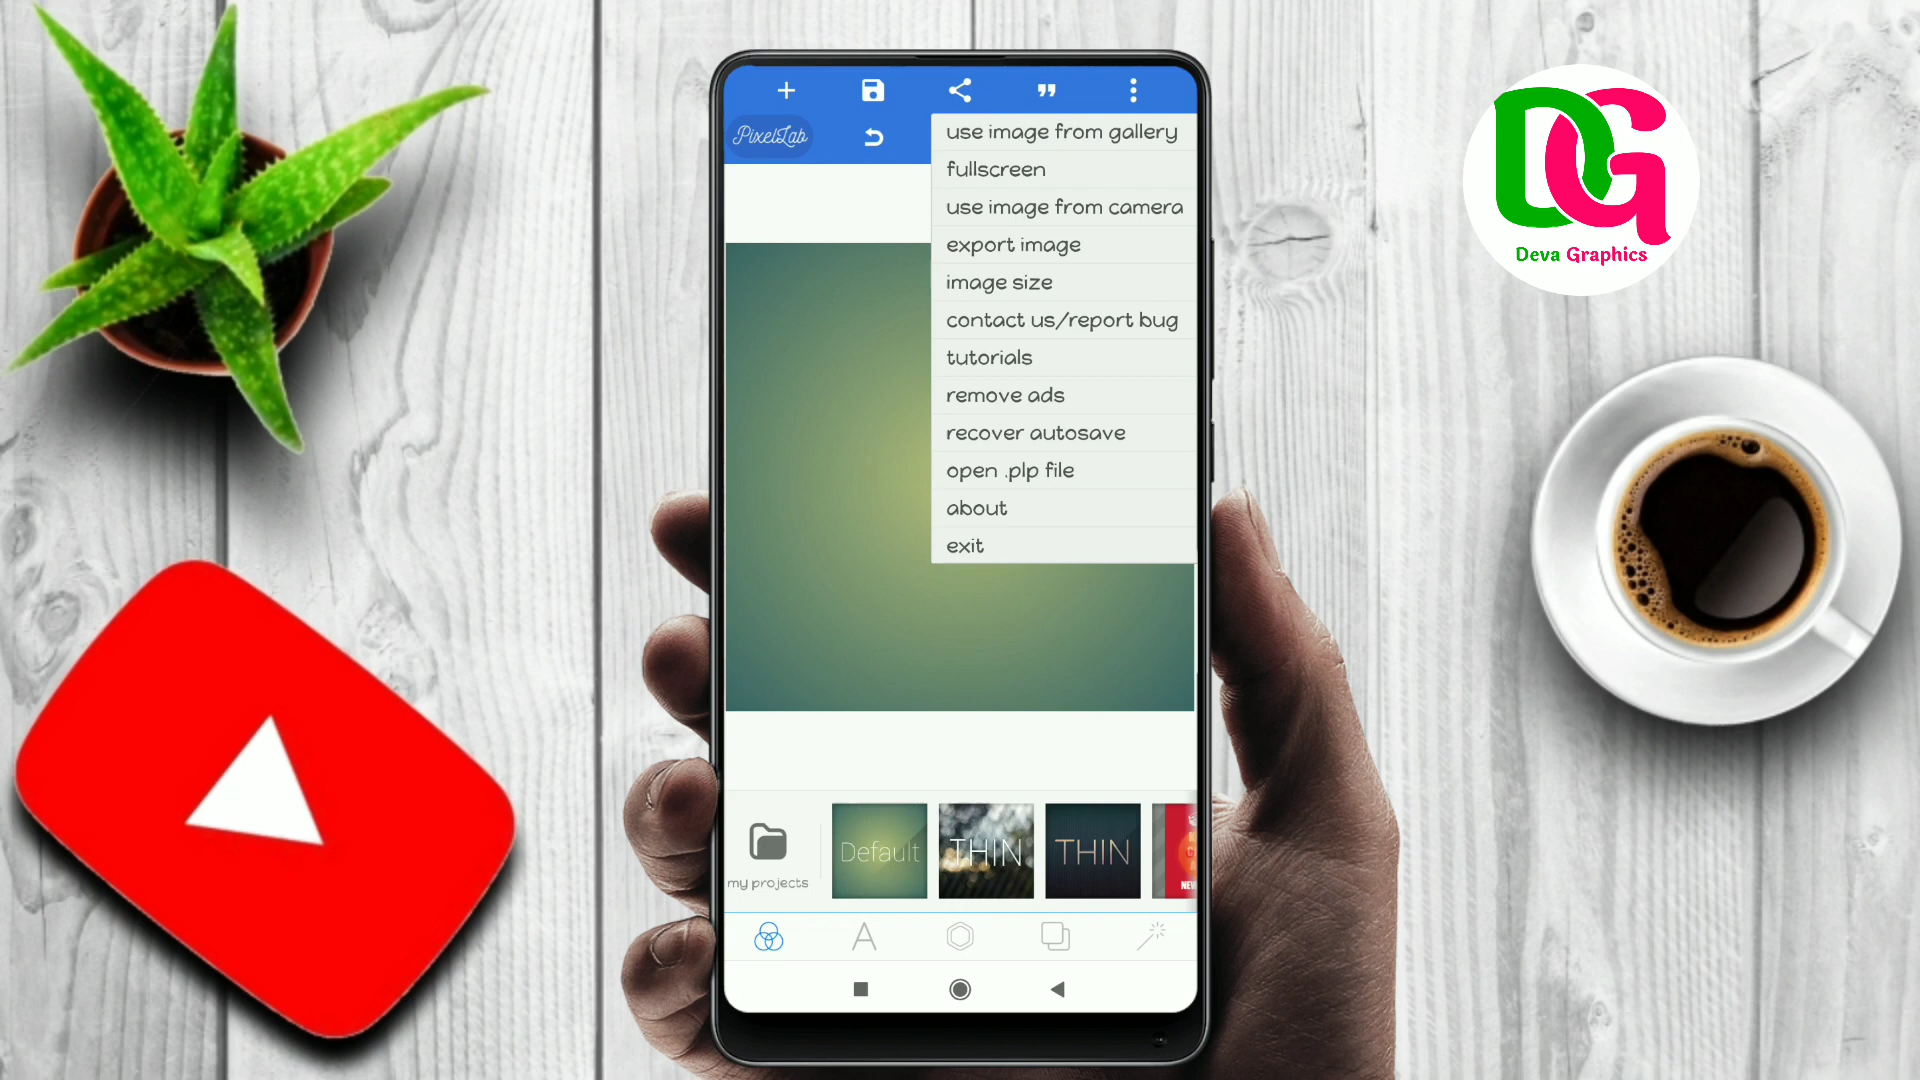 PixelLab
use image from gallery
fullscreen
use image from camera
export image
image size
contact us/report bug
tutorials
remove ads
recover autosave
open .plp file
about
exit
my projects
Default
THIN
THIN
DG
Deva Graphics